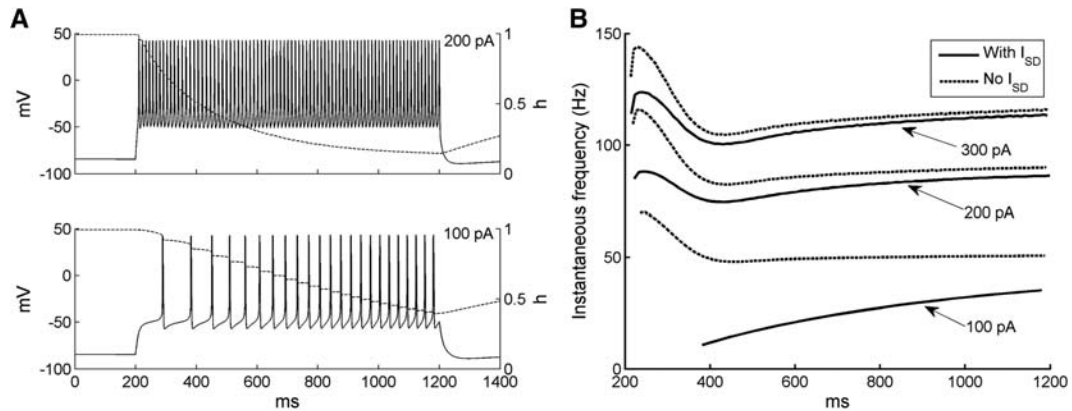 A
50
0
-50
-100
mV
200 pA
1
0.5
0
h
50
0
-50
-100
mV
100 pA
1
0.5
0
h
0 200 400 600 800 1000 1200 1400
ms
B
150
100
50
0
Instantaneous frequency (Hz)
With I_SD
No I_SD
300 pA
200 pA
100 pA
200 400 600 800 1000 1200
ms